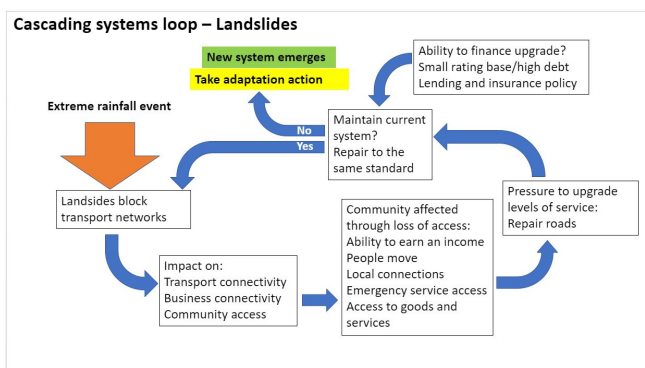 Cascading systems loop – Landslides
New system emerges
Take adaptation action
Ability to finance upgrade?
Small rating base/high debt
Lending and insurance policy
Extreme rainfall event
No
Yes
Maintain current
system?
Repair to the
same standard
Landsides block
transport networks
Pressure to upgrade
levels of service:
Repair roads
Community affected
through loss of access:
Ability to earn an income
People move
Local connections
Emergency service access
Access to goods and
services
Impact on:
Transport connectivity
Business connectivity
Community access